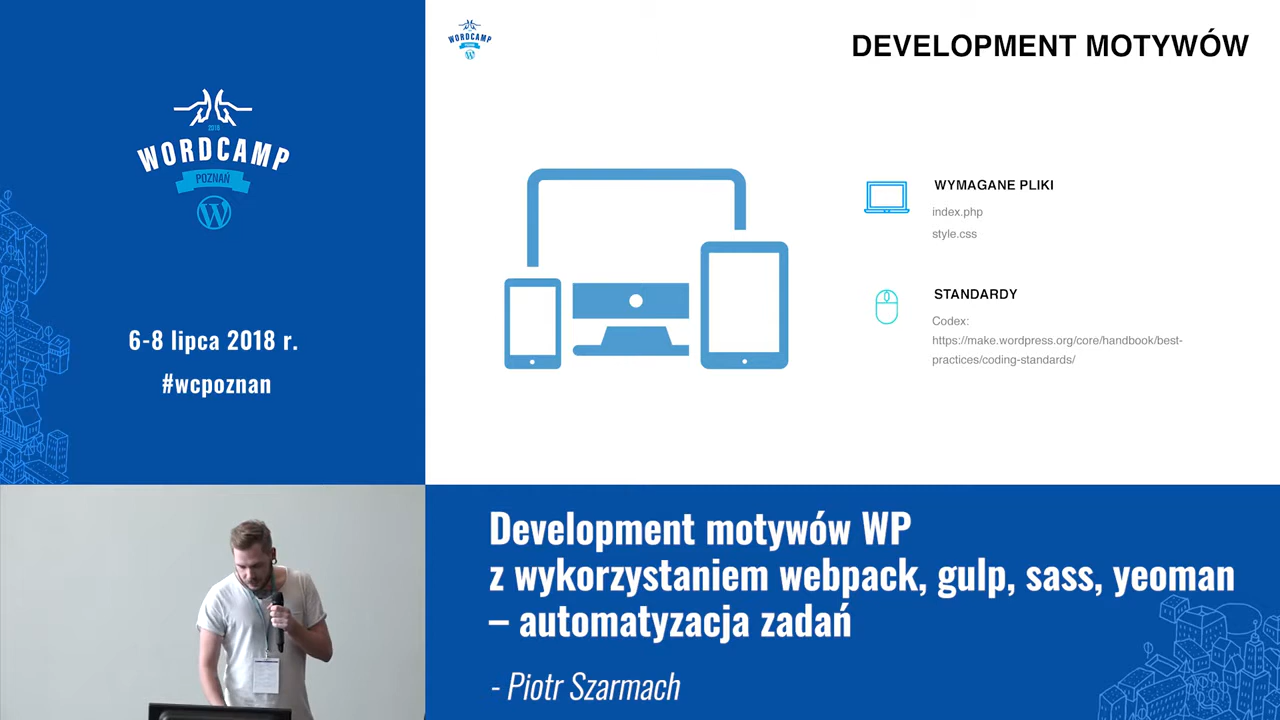 2018
WORDCAMP
POZNAŃ
6-8 lipca 2018 r.
#wcpoznan
WORDCAMP
DEVELOPMENT MOTYWÓW
WYMAGANE PLIKI
index.php
style.css
STANDARDY
Codex:
https://make.wordpress.org/core/handbook/best-
practices/coding-standards/
Development motywów WP
z wykorzystaniem webpack, gulp, sass, yeoman
– automatyzacja zadań
- Piotr Szarmach